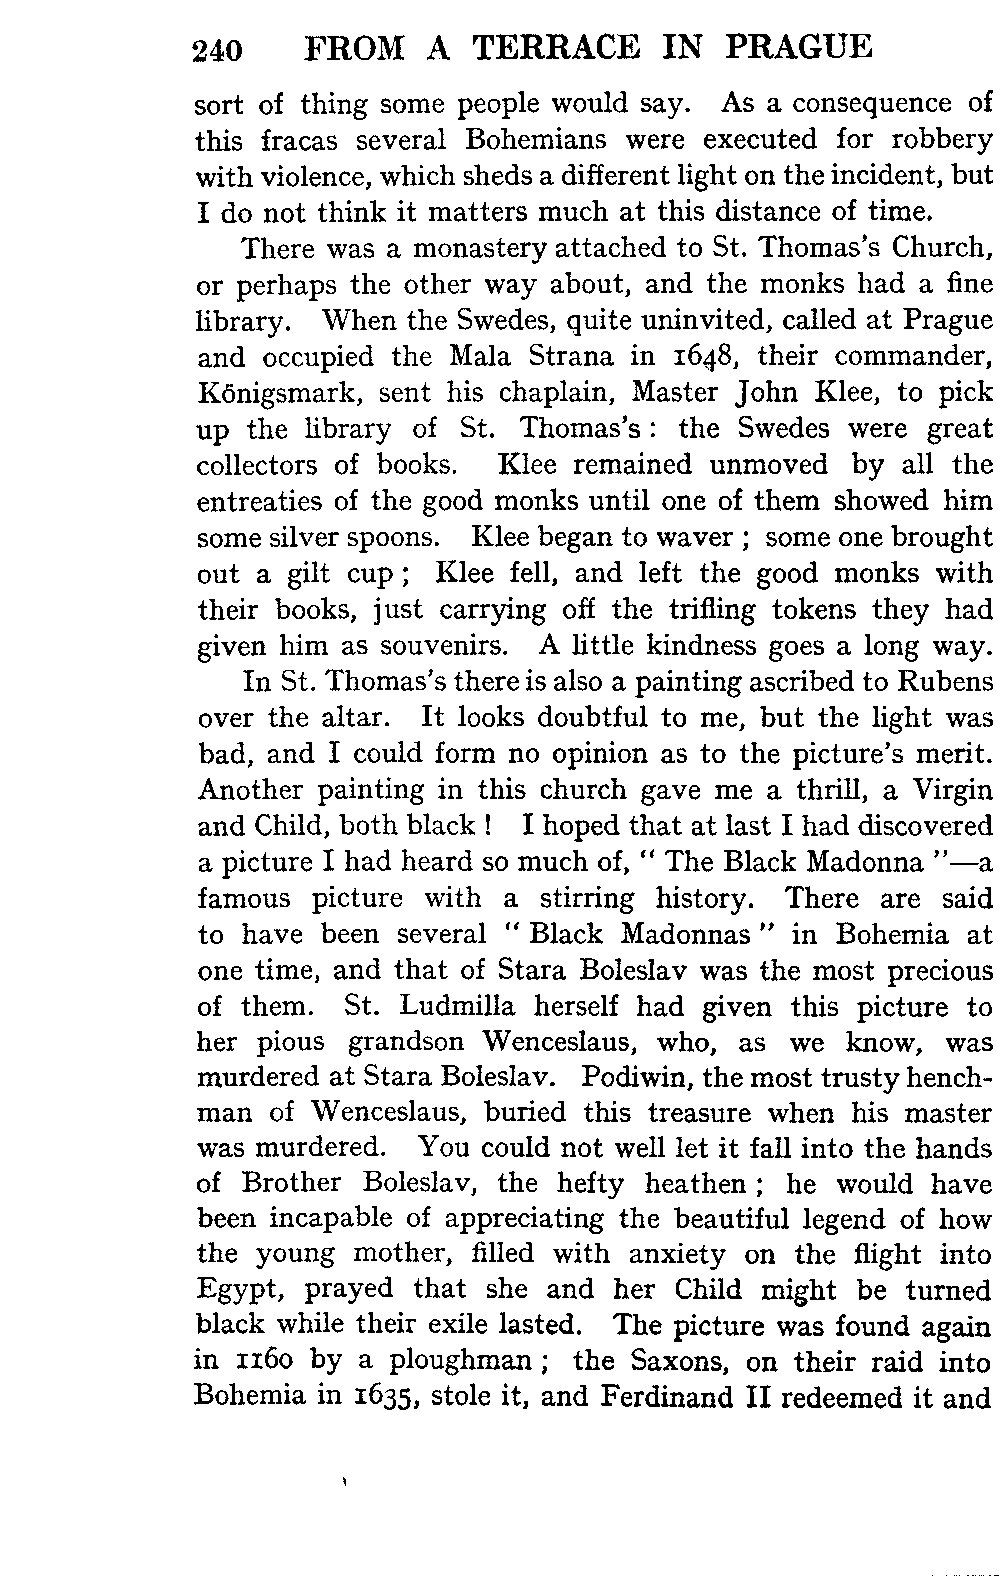 240 FROM A TERRACE IN PRAGUE
sort of thing some people would say. As a consequence of
this fracas several Bohemians were executed for robbery
with violence, which sheds a different light on the incident, but
I do not think it matters much at this distance of time.
There was a monastery attached to St. Thomas's Church,
or perhaps the other way about, and the monks had a fine
library. When the Swedes, quite uninvited, called at Prague
and occupied the Mala Strana in 1648, their commander,
Königsmark, sent his chaplain, Master John Klee, to pick
up the library of St. Thomas's : the Swedes were great
collectors of books. Klee remained unmoved by all the
entreaties of the good monks until one of them showed him
some silver spoons. Klee began to waver ; some one brought
out a gilt cup ; Klee fell, and left the good monks with
their books, just carrying off the trifling tokens they had
given him as souvenirs. A little kindness goes a long way.
In St. Thomas's there is also a painting ascribed to Rubens
over the altar. It looks doubtful to me, but the light was
bad, and I could form no opinion as to the picture's merit.
Another painting in this church gave me a thrill, a Virgin
and Child, both black ! I hoped that at last I had discovered
a picture I had heard so much of, " The Black Madonna "—a
famous picture with a stirring history. There are said
to have been several " Black Madonnas " in Bohemia at
one time, and that of Stara Boleslav was the most precious
of them. St. Ludmilla herself had given this picture to
her pious grandson Wenceslaus, who, as we know, was
murdered at Stara Boleslav. Podiwin, the most trusty hench-
man of Wenceslaus, buried this treasure when his master
was murdered. You could not well let it fall into the hands
of Brother Boleslav, the hefty heathen ; he would have
been incapable of appreciating the beautiful legend of how
the young mother, filled with anxiety on the flight into
Egypt, prayed that she and her Child might be turned
black while their exile lasted. The picture was found again
in 1160 by a ploughman ; the Saxons, on their raid into
Bohemia in 1635, stole it, and Ferdinand II redeemed it and